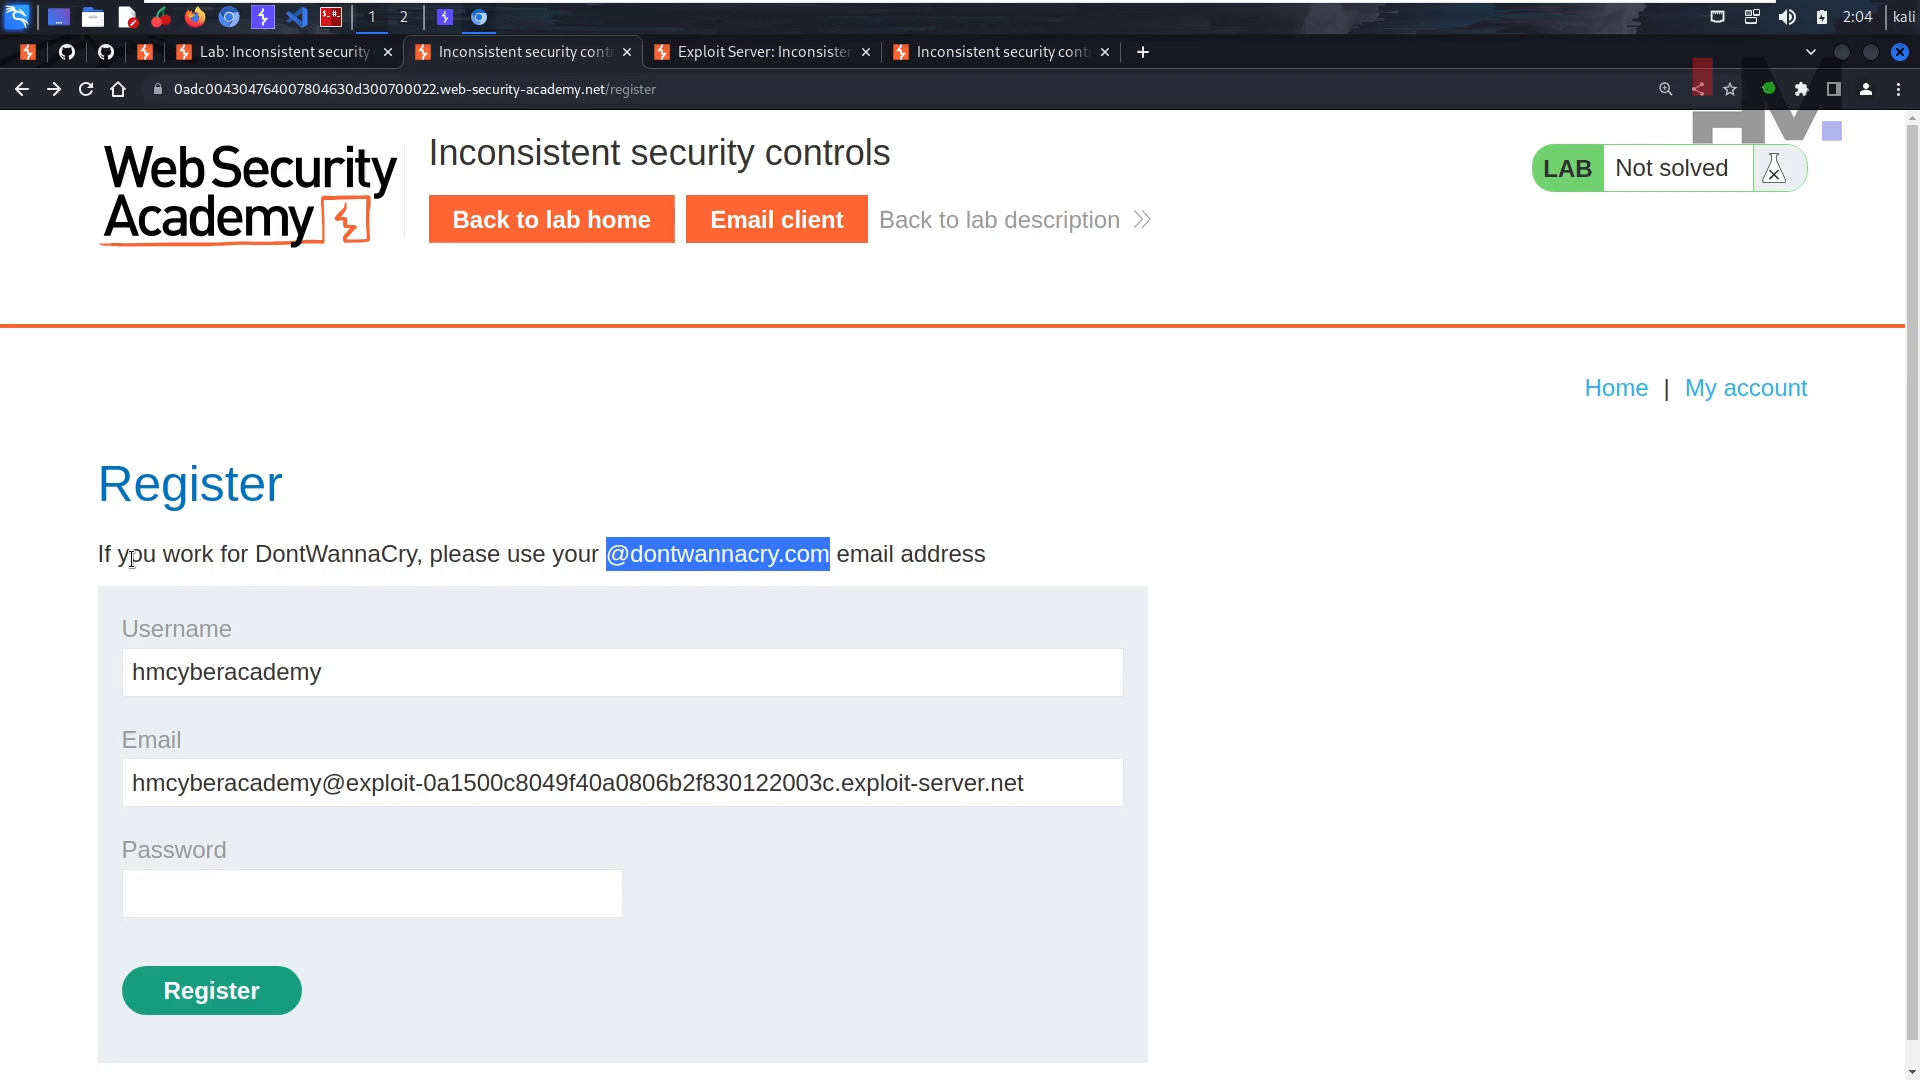 1 2 2:04 kali
Lab: Inconsistent security Inconsistent security cont Exploit Server: Inconsister Inconsistent security cont
0adc004304764007804630d300700022.web-security-academy.net/register
HM
Web Security
Academy
Inconsistent security controls
Back to lab home Email client Back to lab description
LAB Not solved
Home | My account
Register
If you work for DontWannaCry, please use your @dontwannacry.com email address
Username
hmcyberacademy
Email
hmcyberacademy@exploit-0a1500c8049f40a0806b2f830122003c.exploit-server.net
Password
Register